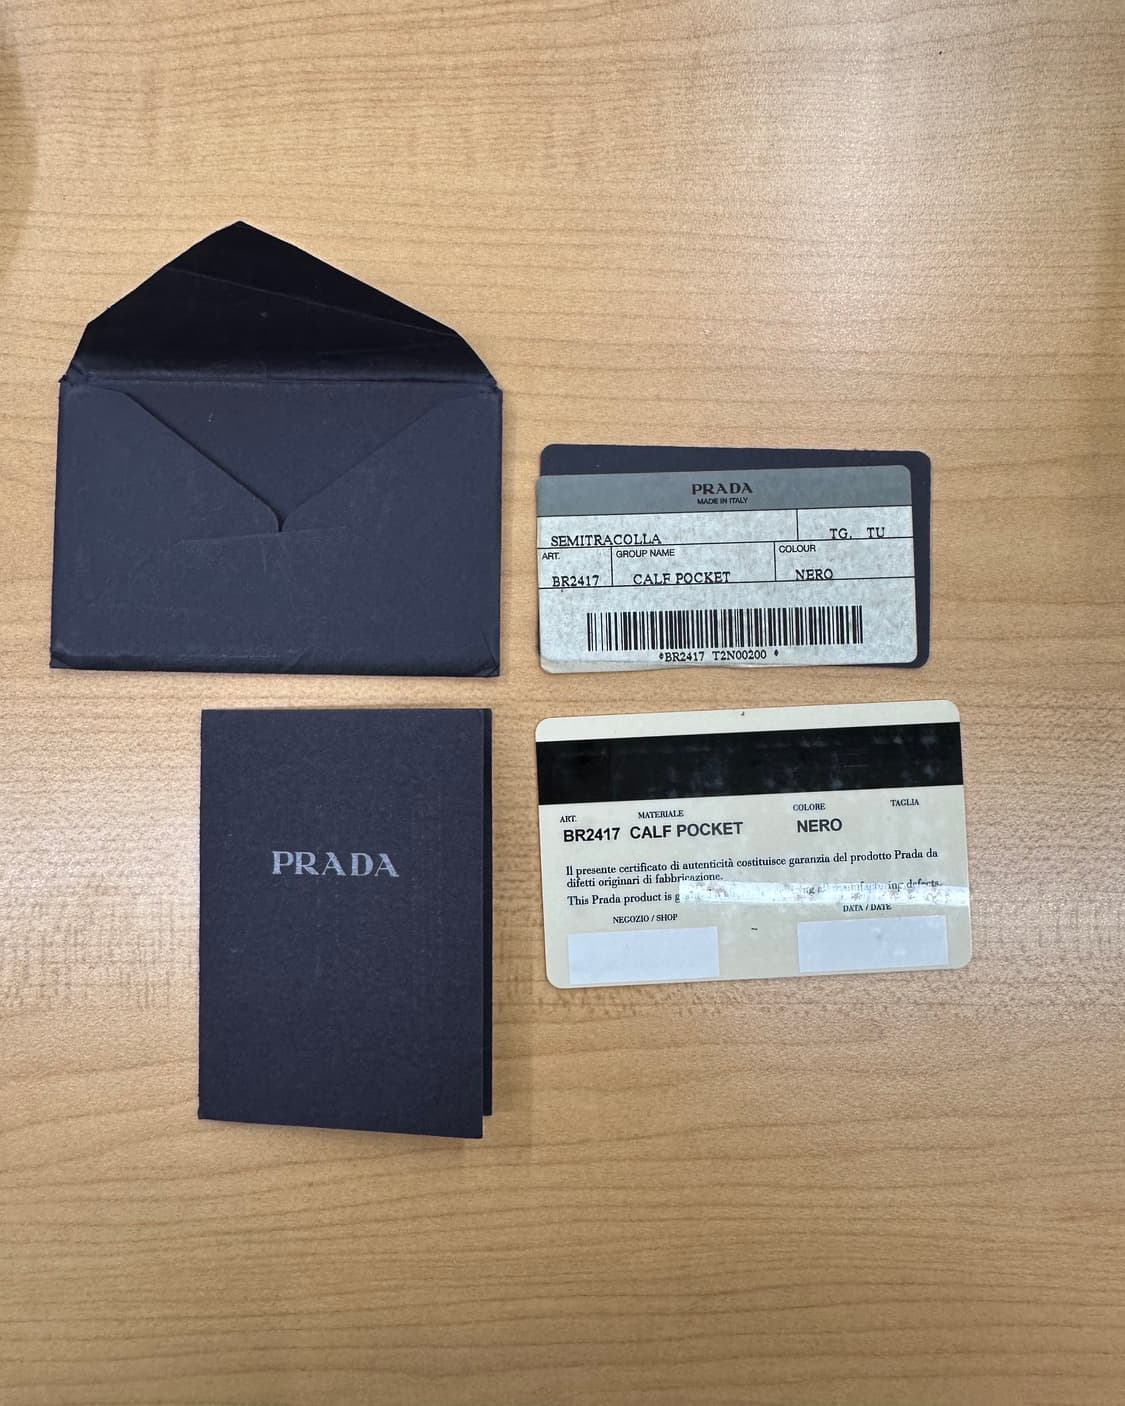 PRADA
MADE IN ITALY
SEMITRACOLLA TG. TU
ART. GROUP NAME COLOUR
BR2417 CALF POCKET NERO
*BR2417 T2N00200 *
PRADA
ART. MATERIALE COLORE TAGLIA
BR2417 CALF POCKET NERO
Il presente certificato di autenticità costituisce garanzia del prodotto Prada da
difetti originari di fabbricazione.
This Prada product is manufacturing defects.
NEGOZIO / SHOP DATA / DATE